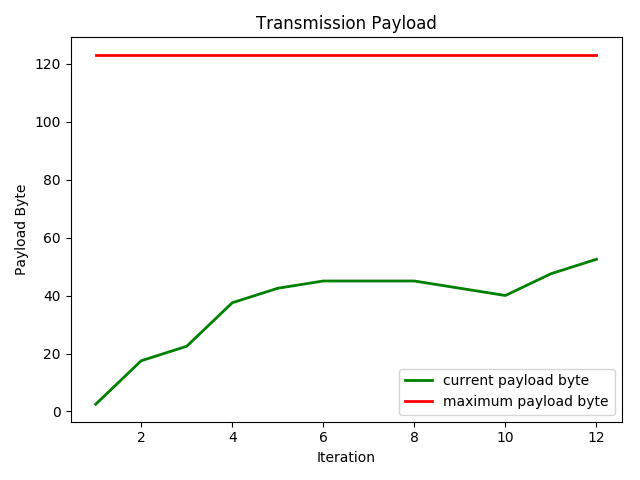 Transmission Payload
120
100
80
60
40
20
0
Payload Byte
current payload byte
maximum payload byte
2 4 6 8 10 12
Iteration